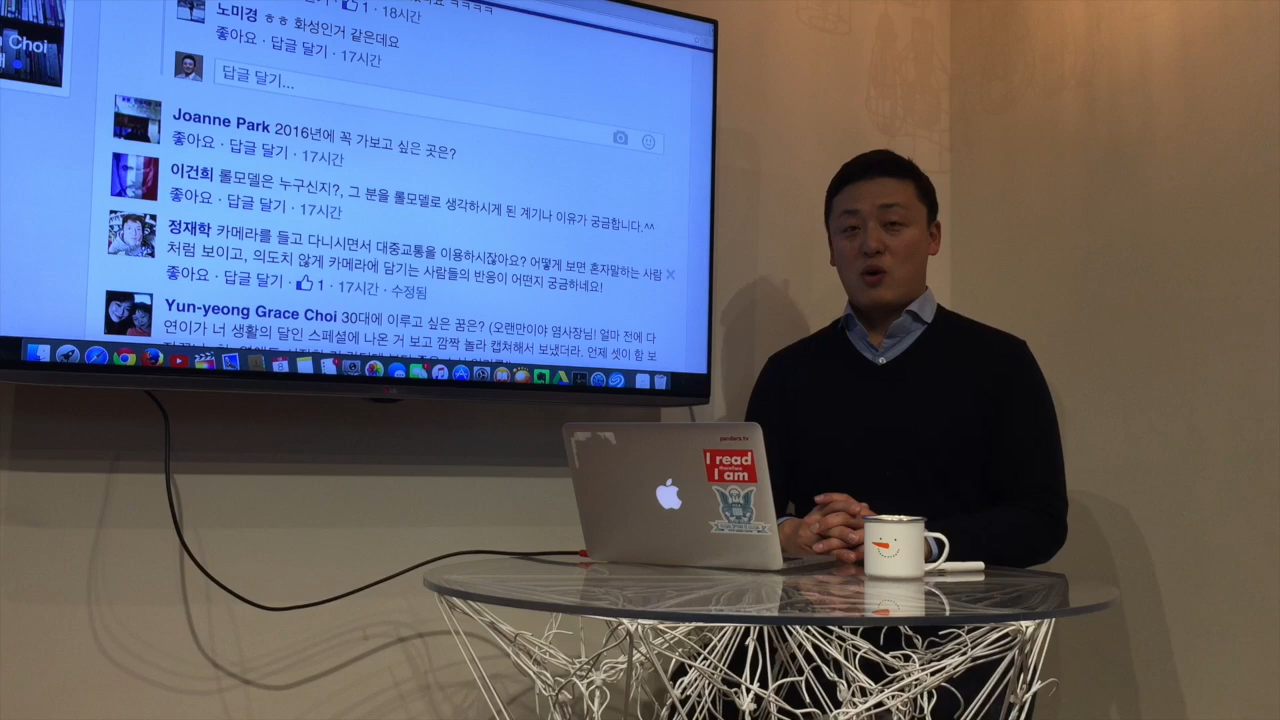 1 · 18시간
노미경 ㅎㅎ 화성인거 같은데요
좋아요 · 답글 달기 · 17시간
Choi
답글 달기...
Joanne Park 2016년에 꼭 가보고 싶은 곳은?
좋아요 · 답글 달기 · 17시간
이건희 롤모델은 누구신지?, 그 분을 롤모델로 생각하시게 된 계기나 이유가 궁금합니다.^^
좋아요 · 답글 달기 · 17시간
정재학 카메라를 들고 다니시면서 대중교통을 이용하시잖아요? 어떻게 보면 혼자말하는 사람
처럼 보이고, 의도치 않게 카메라에 담기는 사람들의 반응이 어떤지 궁금하네요!
좋아요 · 답글 달기 · 1 · 17시간 · 수정됨
Yun-yeong Grace Choi 30대에 이루고 싶은 꿈은? (오랜만이야 염사장님! 얼마 전에 다
연이가 너 생활의 달인 스페셜에 나온 거 보고 깜짝 놀라 캡쳐해서 보냈더라. 언제 셋이 함 보
pandora.tv
I read
therefore
I am